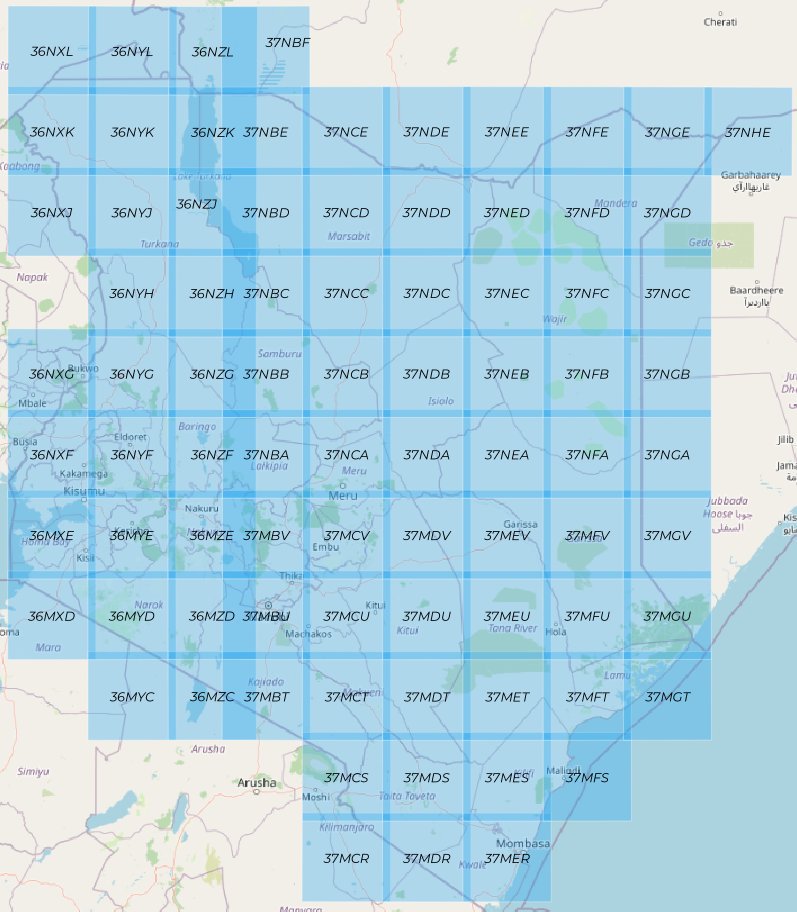 Cherati
36NXL 36NYL 36NZL 37NBF
36NXK 36NYK 36NZK 37NBE 37NCE 37NDE 37NEE 37NFE 37NGE 37NHE
Kaabong
Lake Turkana
Garbahaarey
غاربهاارآي
36NXJ 36NYJ 36NZJ 37NBD 37NCD 37NDD 37NED 37NFD 37NGD
Mandera
Turkana
Marsabit
Gedo جدو
Napak
36NYH 36NZH 37NBC 37NCC 37NDC 37NEC 37NFC 37NGC
Baardheere
Wajir
Samburu
36NXG 36NYG 36NZG 37NBB 37NCB 37NDB 37NEB 37NFB 37NGB
Bukwo
Mbale
Isiolo
Baringo
Busia
Eldoret
Jilib
36NXF 36NYF 36NZF 37NBA 37NCA 37NDA 37NEA 37NFA 37NGA
Laikipia
Meru
Kakamega
Kisumu
Meru
Jubbada
Hoose جوبا
السفلى
Nakuru
Garissa
36MXE 36MYE 36MZE 37MBV 37MCV 37MDV 37MEV 37MFV 37MGV
Kericho
Homa Bay
Kisii
Embu
Thika
Narok
Kitui
36MXD 36MYD 36MZD 37MBU 37MCU 37MDU 37MEU 37MFU 37MGU
Machakos
Kitui
Tana River
Hola
Mara
Kajiado
Lamu
36MYC 36MZC 37MBT 37MCT 37MDT 37MET 37MFT 37MGT
Makueni
Arusha
Simiyu
Arusha
37MCS 37MDS 37MES 37MFS
Malindi
Moshi
Taita Taveta
Kilimanjaro
Mombasa
37MCR 37MDR 37MER
Kwale
Manyara